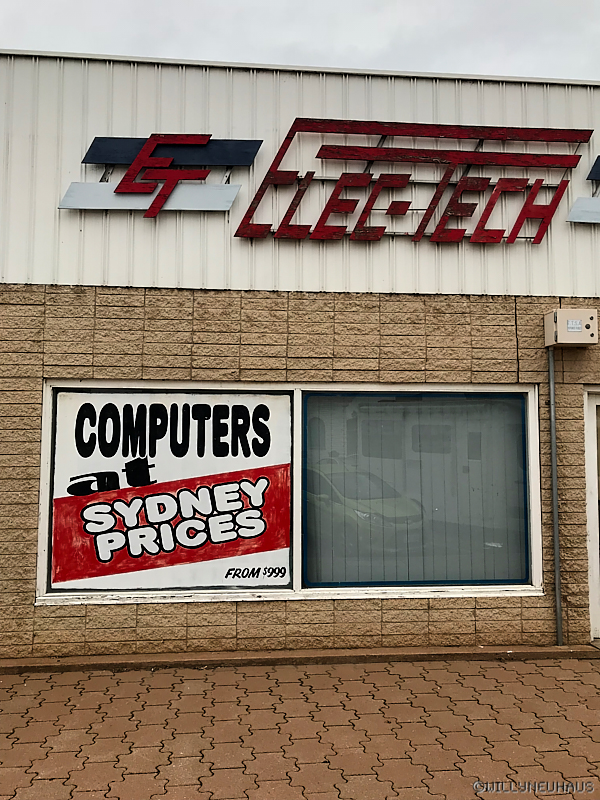 ET
ELEC-TECH
COMPUTERS
at
SYDNEY
PRICES
FROM $999
©WILLYNEUHAUS